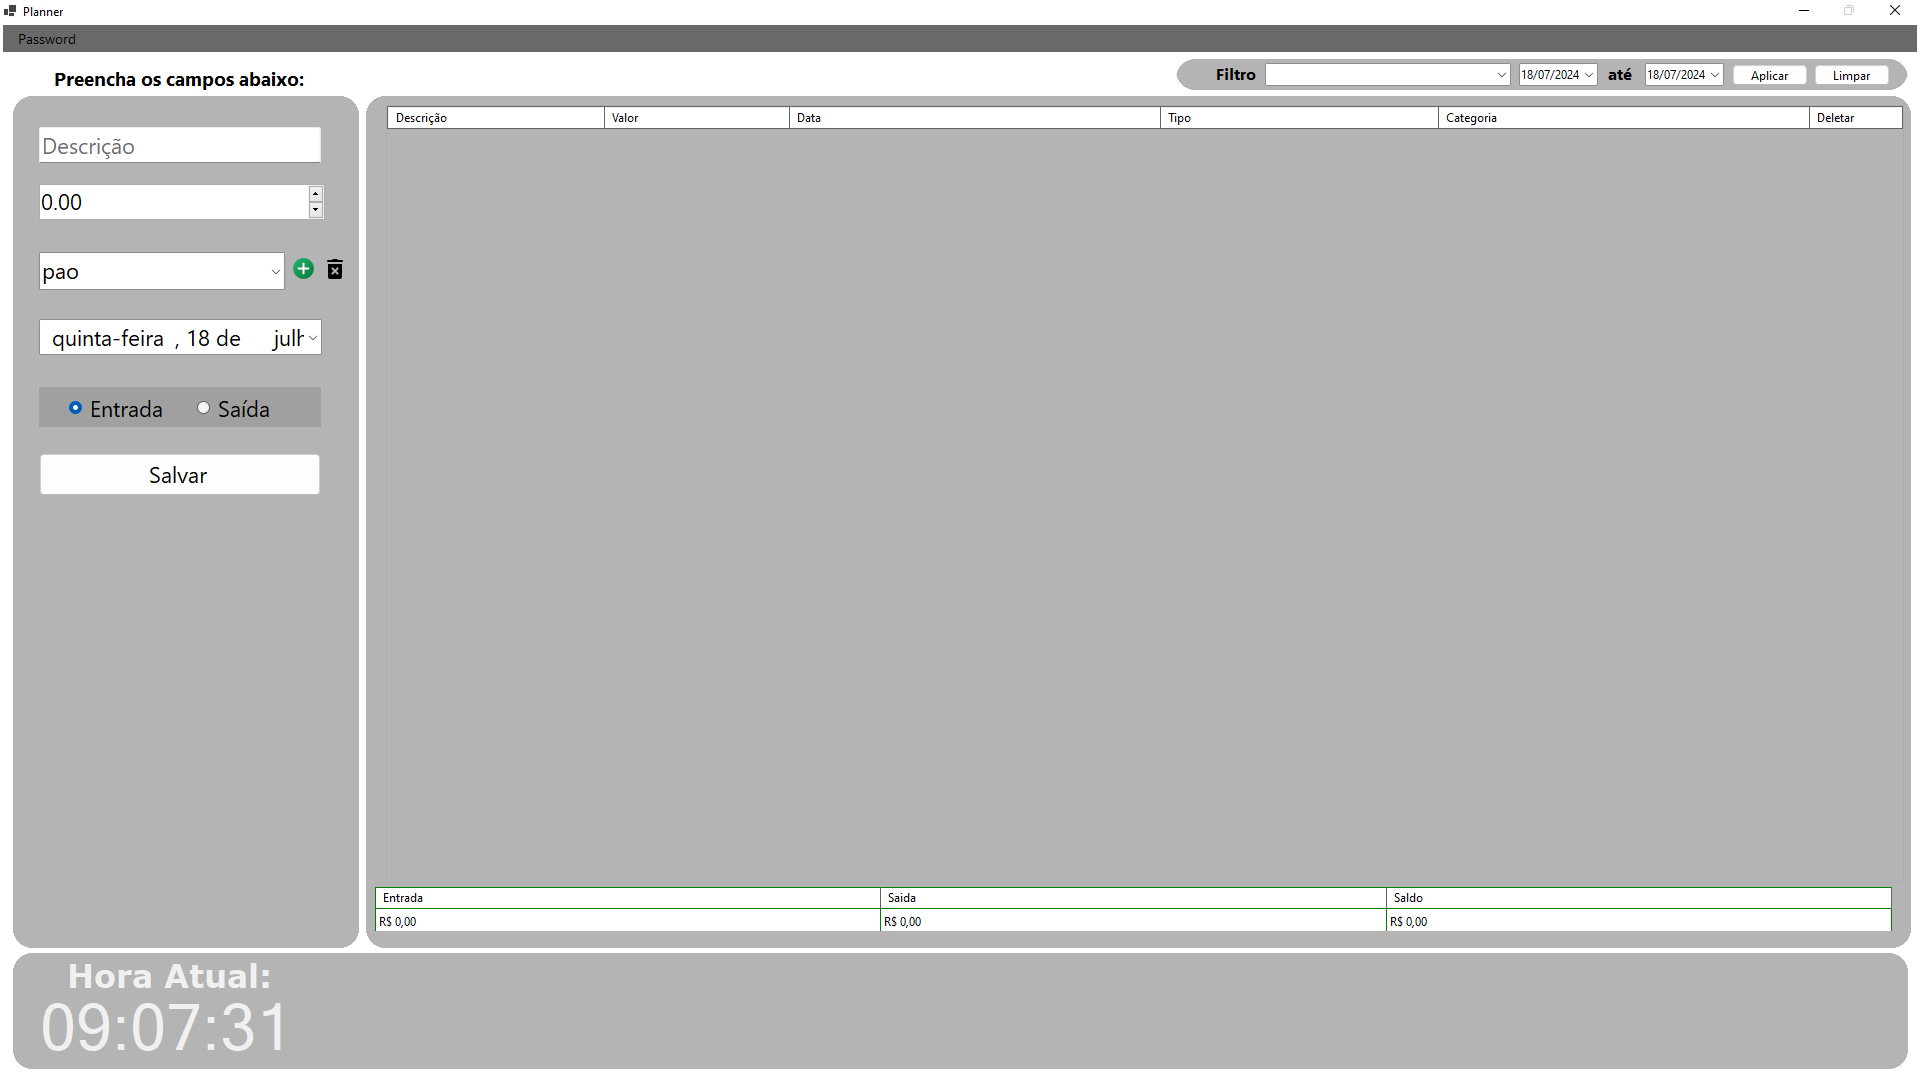 Planner
Password
Preencha os campos abaixo:
Filtro 18/07/2024 até 18/07/2024 Aplicar Limpar
Descrição Valor Data Tipo Categoria Deletar
Descrição
0.00
pao
quinta-feira , 18 de julh
Entrada Saída
Salvar
Entrada Saida Saldo
R$ 0,00 R$ 0,00 R$ 0,00
Hora Atual:
09:07:31